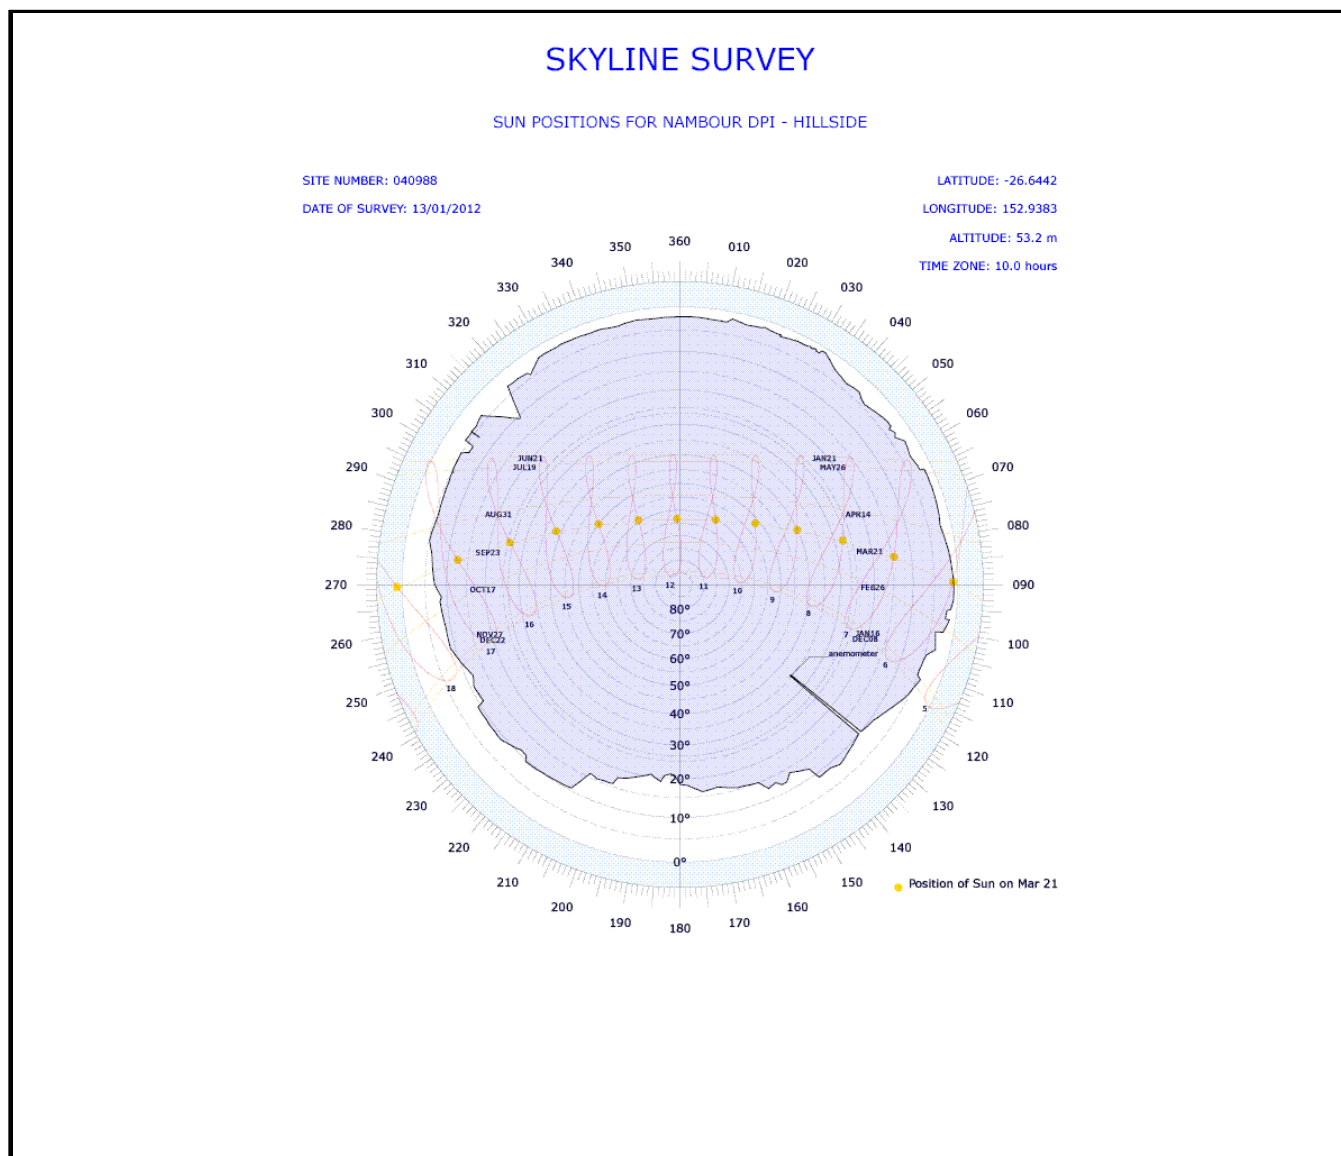 SKYLINE SURVEY
SUN POSITIONS FOR NAMBOUR DPI - HILLSIDE
SITE NUMBER: 040988
LATITUDE: -26.6442
DATE OF SURVEY: 13/01/2012
LONGITUDE: 152.9383
ALTITUDE: 53.2 m
TIME ZONE: 10.0 hours
360
350
010
340
020
330
030
320
040
310
050
300
060
290
070
280
080
270
090
260
100
250
110
240
120
230
130
220
140
210
150
200
160
190
170
180
JUN21
JUL19
AUG31
SEP23
OCT17
NOV27
DEC22
JAN21
MAY26
APR14
MAR21
FEB26
JAN16
DEC08
anemometer
18
17
16
15
14
13
12
11
10
9
8
7
6
5
80°
70°
60°
50°
40°
30°
20°
10°
0°
Position of Sun on Mar 21